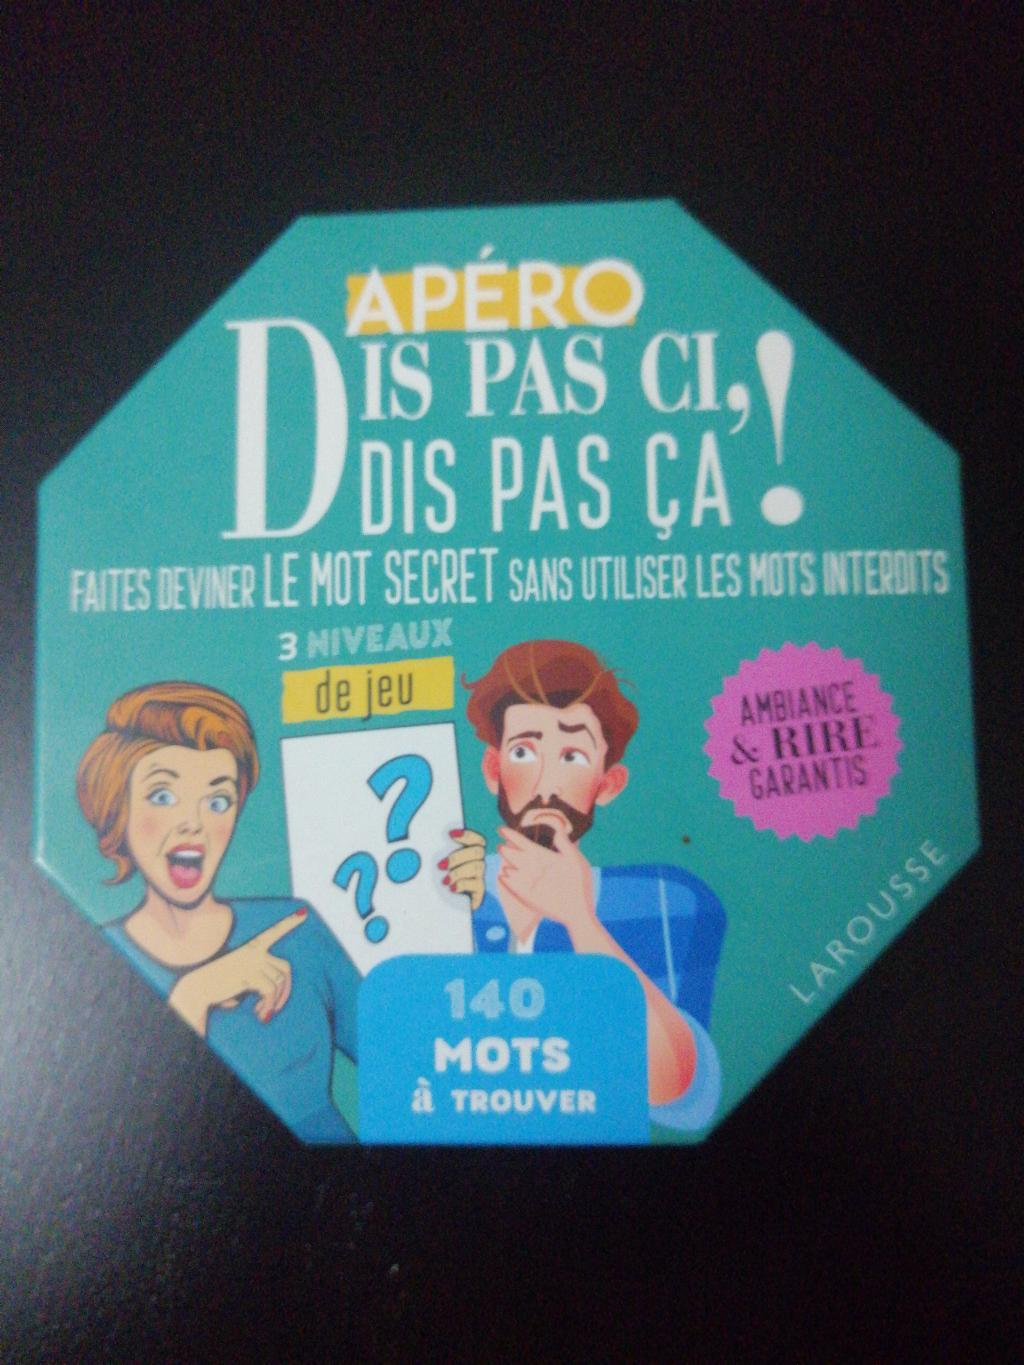 APÉRO
DIS PAS CI,
DIS PAS ÇA !
FAITES DEVINER LE MOT SECRET SANS UTILISER LES MOTS INTERDITS
3 NIVEAUX
de jeu
? ?
AMBIANCE
& RIRE
GARANTIS
LAROUSSE
140
MOTS
à TROUVER